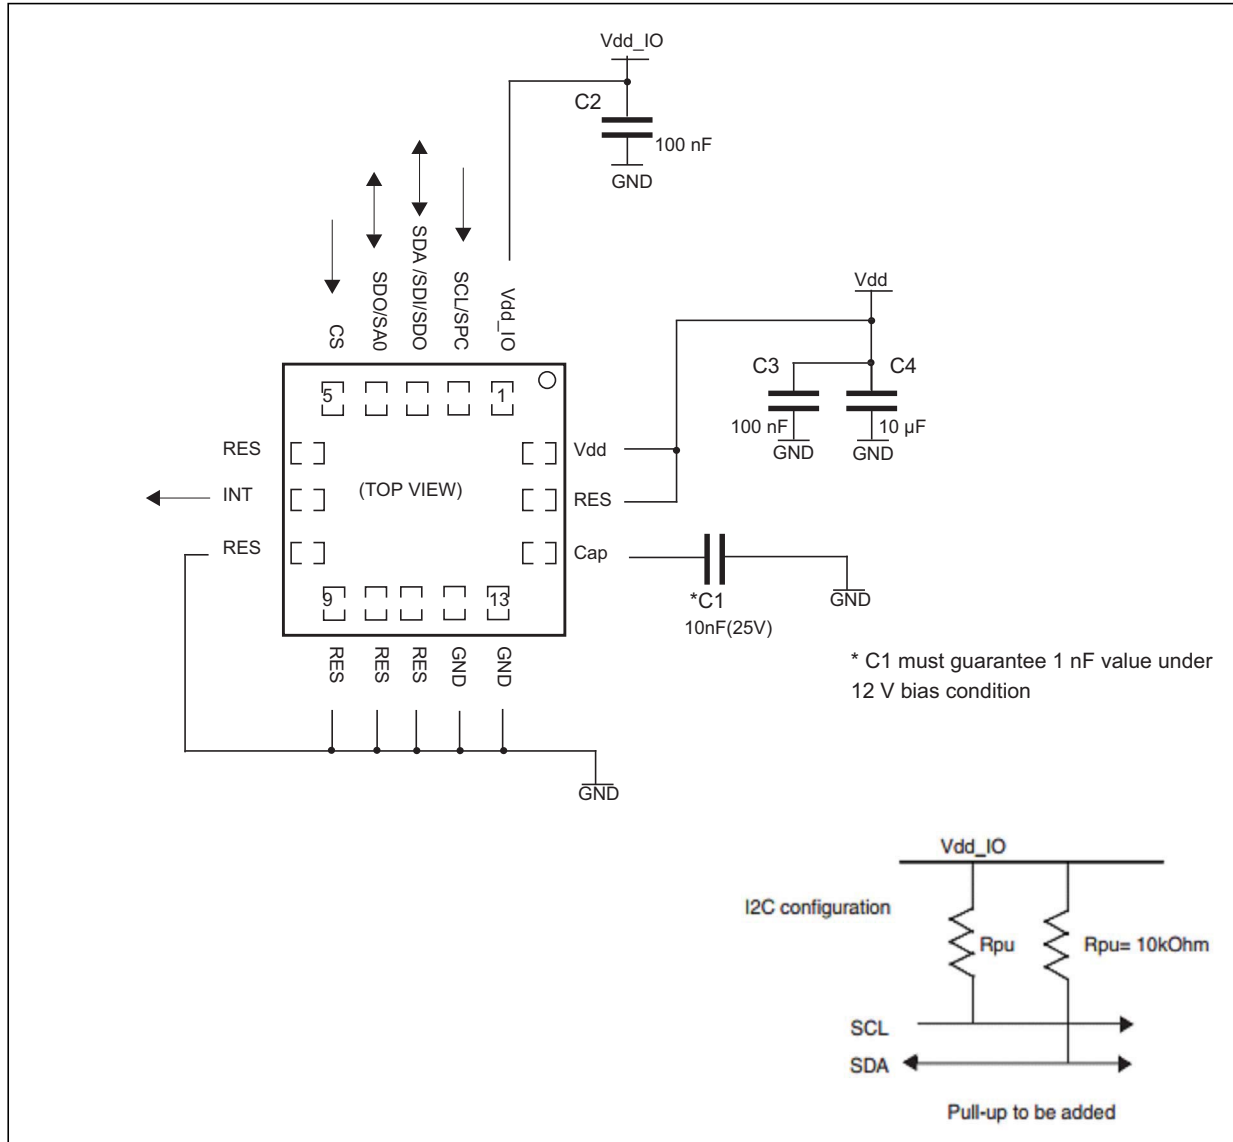 Vdd_IO
C2
100 nF
GND
CS
SDO/SA0
SDA /SDI/SDO
SCL/SPC
Vdd_IO
Vdd
C3
C4
100 nF
10 µF
GND
GND
5
1
RES
Vdd
INT
(TOP VIEW)
RES
RES
Cap
*C1
10nF(25V)
GND
9
13
RES
RES
RES
GND
GND
* C1 must guarantee 1 nF value under
12 V bias condition
GND
Vdd_IO
I2C configuration
Rpu
Rpu= 10kOhm
SCL
SDA
Pull-up to be added